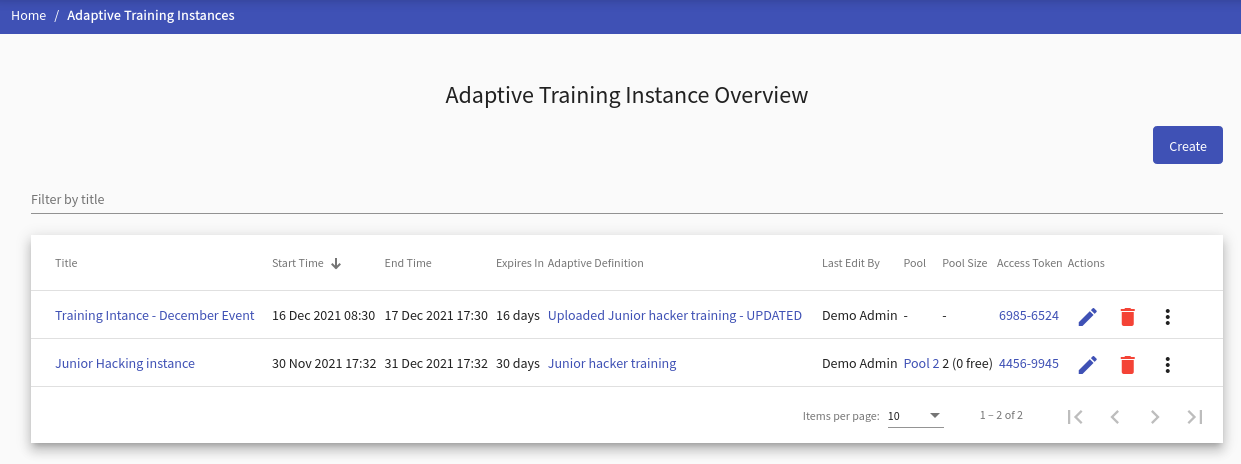 Home / Adaptive Training Instances
Adaptive Training Instance Overview
Create
Filter by title
Title Start Time End Time Expires In Adaptive Definition Last Edit By Pool Pool Size Access Token Actions
Training Intance - December Event 16 Dec 2021 08:30 17 Dec 2021 17:30 16 days Uploaded Junior hacker training - UPDATED Demo Admin - - 6985-6524
Junior Hacking instance 30 Nov 2021 17:32 31 Dec 2021 17:32 30 days Junior hacker training Demo Admin Pool 2 2 (0 free) 4456-9945
Items per page: 10 1 – 2 of 2